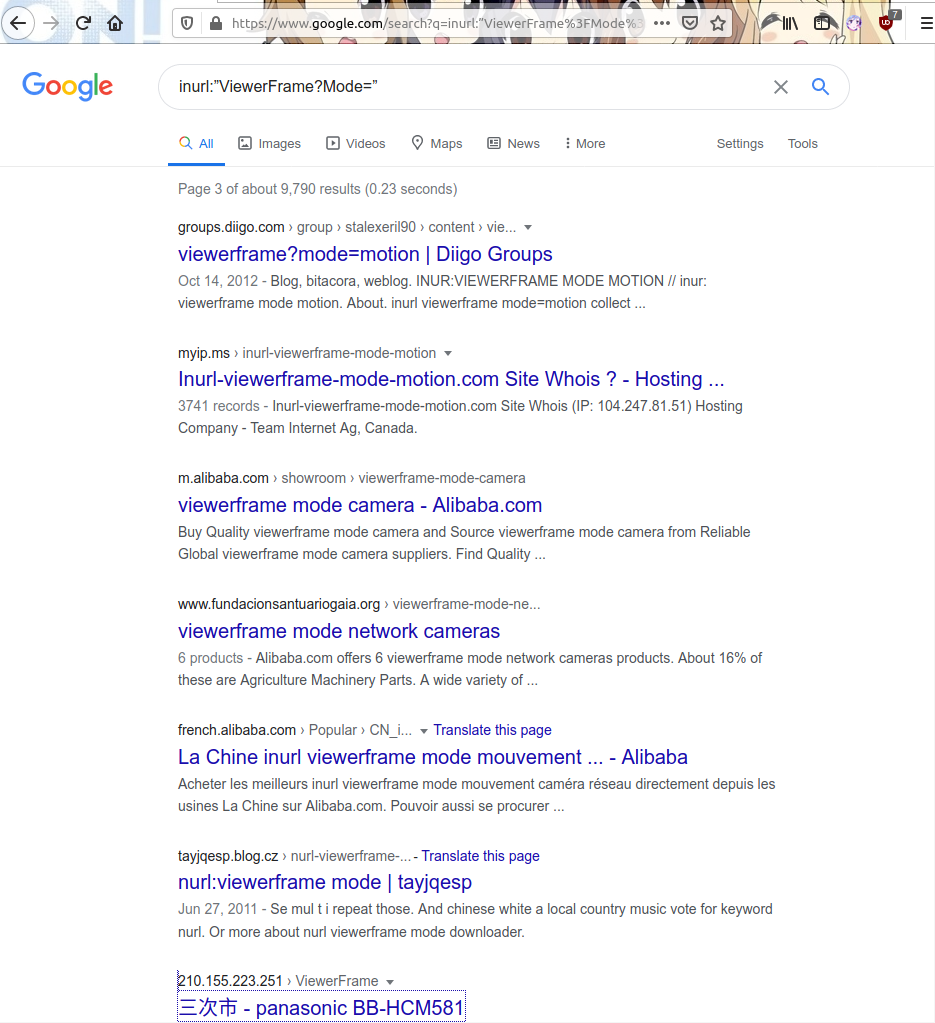 ON!
https://www.google.com/search?q=inurl:"ViewerFrame%3FMode%3
7
Google
inurl:”ViewerFrame?Mode=”
All Images Videos Maps News More Settings Tools
Page 3 of about 9,790 results (0.23 seconds)
groups.diigo.com › group › stalexeril90 › content › vie...
viewerframe?mode=motion | Diigo Groups
Oct 14, 2012 - Blog, bitacora, weblog. INUR:VIEWERFRAME MODE MOTION // inur:
viewerframe mode motion. About. inurl viewerframe mode=motion collect ...
myip.ms › inurl-viewerframe-mode-motion
Inurl-viewerframe-mode-motion.com Site Whois ? - Hosting ...
3741 records - Inurl-viewerframe-mode-motion.com Site Whois (IP: 104.247.81.51) Hosting
Company - Team Internet Ag, Canada.
m.alibaba.com › showroom › viewerframe-mode-camera
viewerframe mode camera - Alibaba.com
Buy Quality viewerframe mode camera and Source viewerframe mode camera from Reliable
Global viewerframe mode camera suppliers. Find Quality ...
www.fundacionsantuariogaia.org › viewerframe-mode-ne...
viewerframe mode network cameras
6 products - Alibaba.com offers 6 viewerframe mode network cameras products. About 16% of
these are Agriculture Machinery Parts. A wide variety of ...
french.alibaba.com › Popular › CN_i... Translate this page
La Chine inurl viewerframe mode mouvement ... - Alibaba
Acheter les meilleurs inurl viewerframe mode mouvement caméra réseau directement depuis les
usines La Chine sur Alibaba.com. Pouvoir aussi se procurer ...
tayjqesp.blog.cz › nurl-viewerframe-... - Translate this page
nurl:viewerframe mode | tayjqesp
Jun 27, 2011 - Se mul t i repeat those. And chinese white a local country music vote for keyword
nurl. Or more about nurl viewerframe mode downloader.
210.155.223.251 › ViewerFrame
三次市 - panasonic BB-HCM581